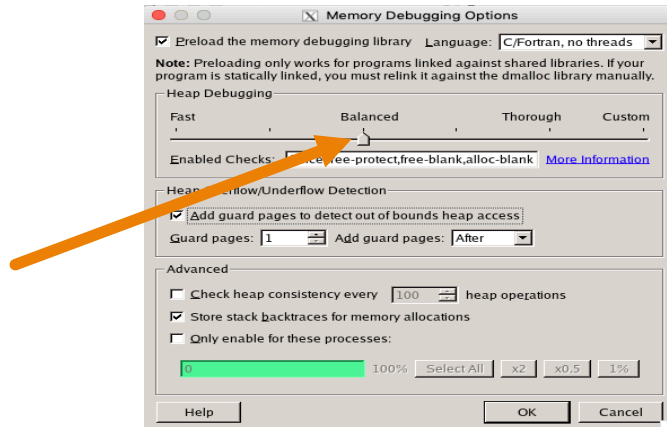 Memory Debugging Options
Preload the memory debugging library Language: C/Fortran, no threads
Note: Preloading only works for programs linked against shared libraries. If your
program is statically linked, you must relink it against the dmalloc library manually.
Heap Debugging
Fast Balanced Thorough Custom
Enabled Checks: free-protect,free-blank,alloc-blank More Information
Heap Overflow/Underflow Detection
Add guard pages to detect out of bounds heap access
Guard pages: 1 Add guard pages: After
Advanced
Check heap consistency every 100 heap operations
Store stack backtraces for memory allocations
Only enable for these processes:
0 100% Select All x2 x0.5 1%
Help OK Cancel